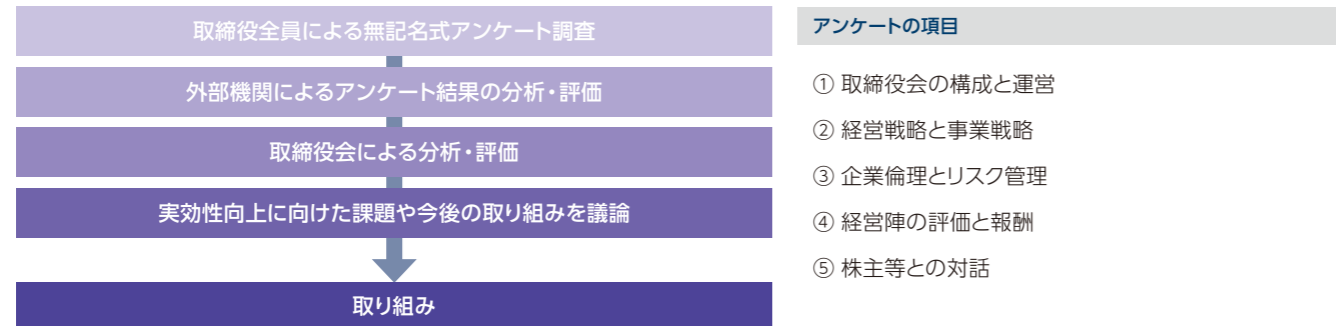 取締役全員による無記名式アンケート調査
外部機関によるアンケート結果の分析・評価
取締役会による分析・評価
実効性向上に向けた課題や今後の取り組みを議論
取り組み
アンケートの項目
① 取締役会の構成と運営
② 経営戦略と事業戦略
③ 企業倫理とリスク管理
④ 経営陣の評価と報酬
⑤ 株主等との対話